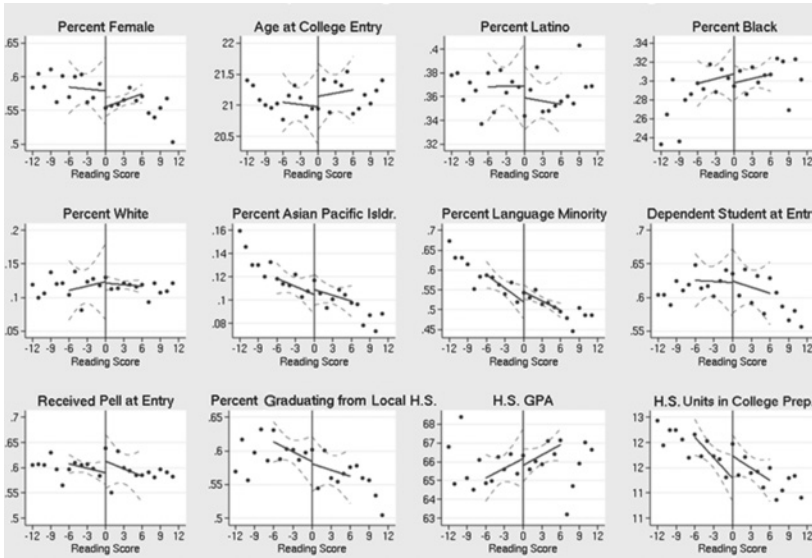 Percent Female
Age at College Entry
Percent Latino
Percent Black
.65
.6
.55
.5
-12 -9 -6 -3 0 3 6 9 12
Reading Score
22
21.5
21
20.5
-12 -9 -6 -3 0 3 6 9 12
Reading Score
.4
.38
.36
.34
.32
-12 -9 -6 -3 0 3 6 9 12
Reading Score
.34
.32
.3
.28
.26
.24
-12 -9 -6 -3 0 3 6 9 12
Reading Score
Percent White
Percent Asian Pacific Isldr.
Percent Language Minority
Dependent Student at Entry
.2
.15
.1
.05
-12 -9 -6 -3 0 3 6 9 12
Reading Score
.16
.14
.12
.1
.08
-12 -9 -6 -3 0 3 6 9 12
Reading Score
.7
.65
.6
.55
.5
.45
-12 -9 -6 -3 0 3 6 9 12
Reading Score
.7
.65
.6
.55
-12 -9 -6 -3 0 3 6 9 12
Reading Score
Received Pell at Entry
Percent Graduating from Local H.S.
H.S. GPA
H.S. Units in College Prep.
.7
.65
.6
.55
.5
-12 -9 -6 -3 0 3 6 9 12
Reading Score
.65
.6
.55
.5
-12 -9 -6 -3 0 3 6 9 12
Reading Score
68
67
66
65
64
63
-12 -9 -6 -3 0 3 6 9 12
Reading Score
13
12
12
11
11
-12 -9 -6 -3 0 3 6 9 12
Reading Score